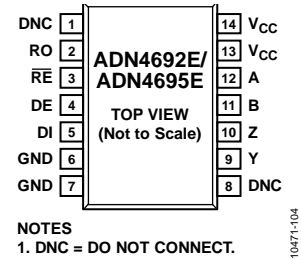 DNC 1
RO 2
RE 3
DE 4
DI 5
GND 6
GND 7
ADN4692E/
ADN4695E
TOP VIEW
(Not to Scale)
14 VCC
13 VCC
12 A
11 B
10 Z
9 Y
8 DNC
NOTES
1. DNC = DO NOT CONNECT.
10471-104